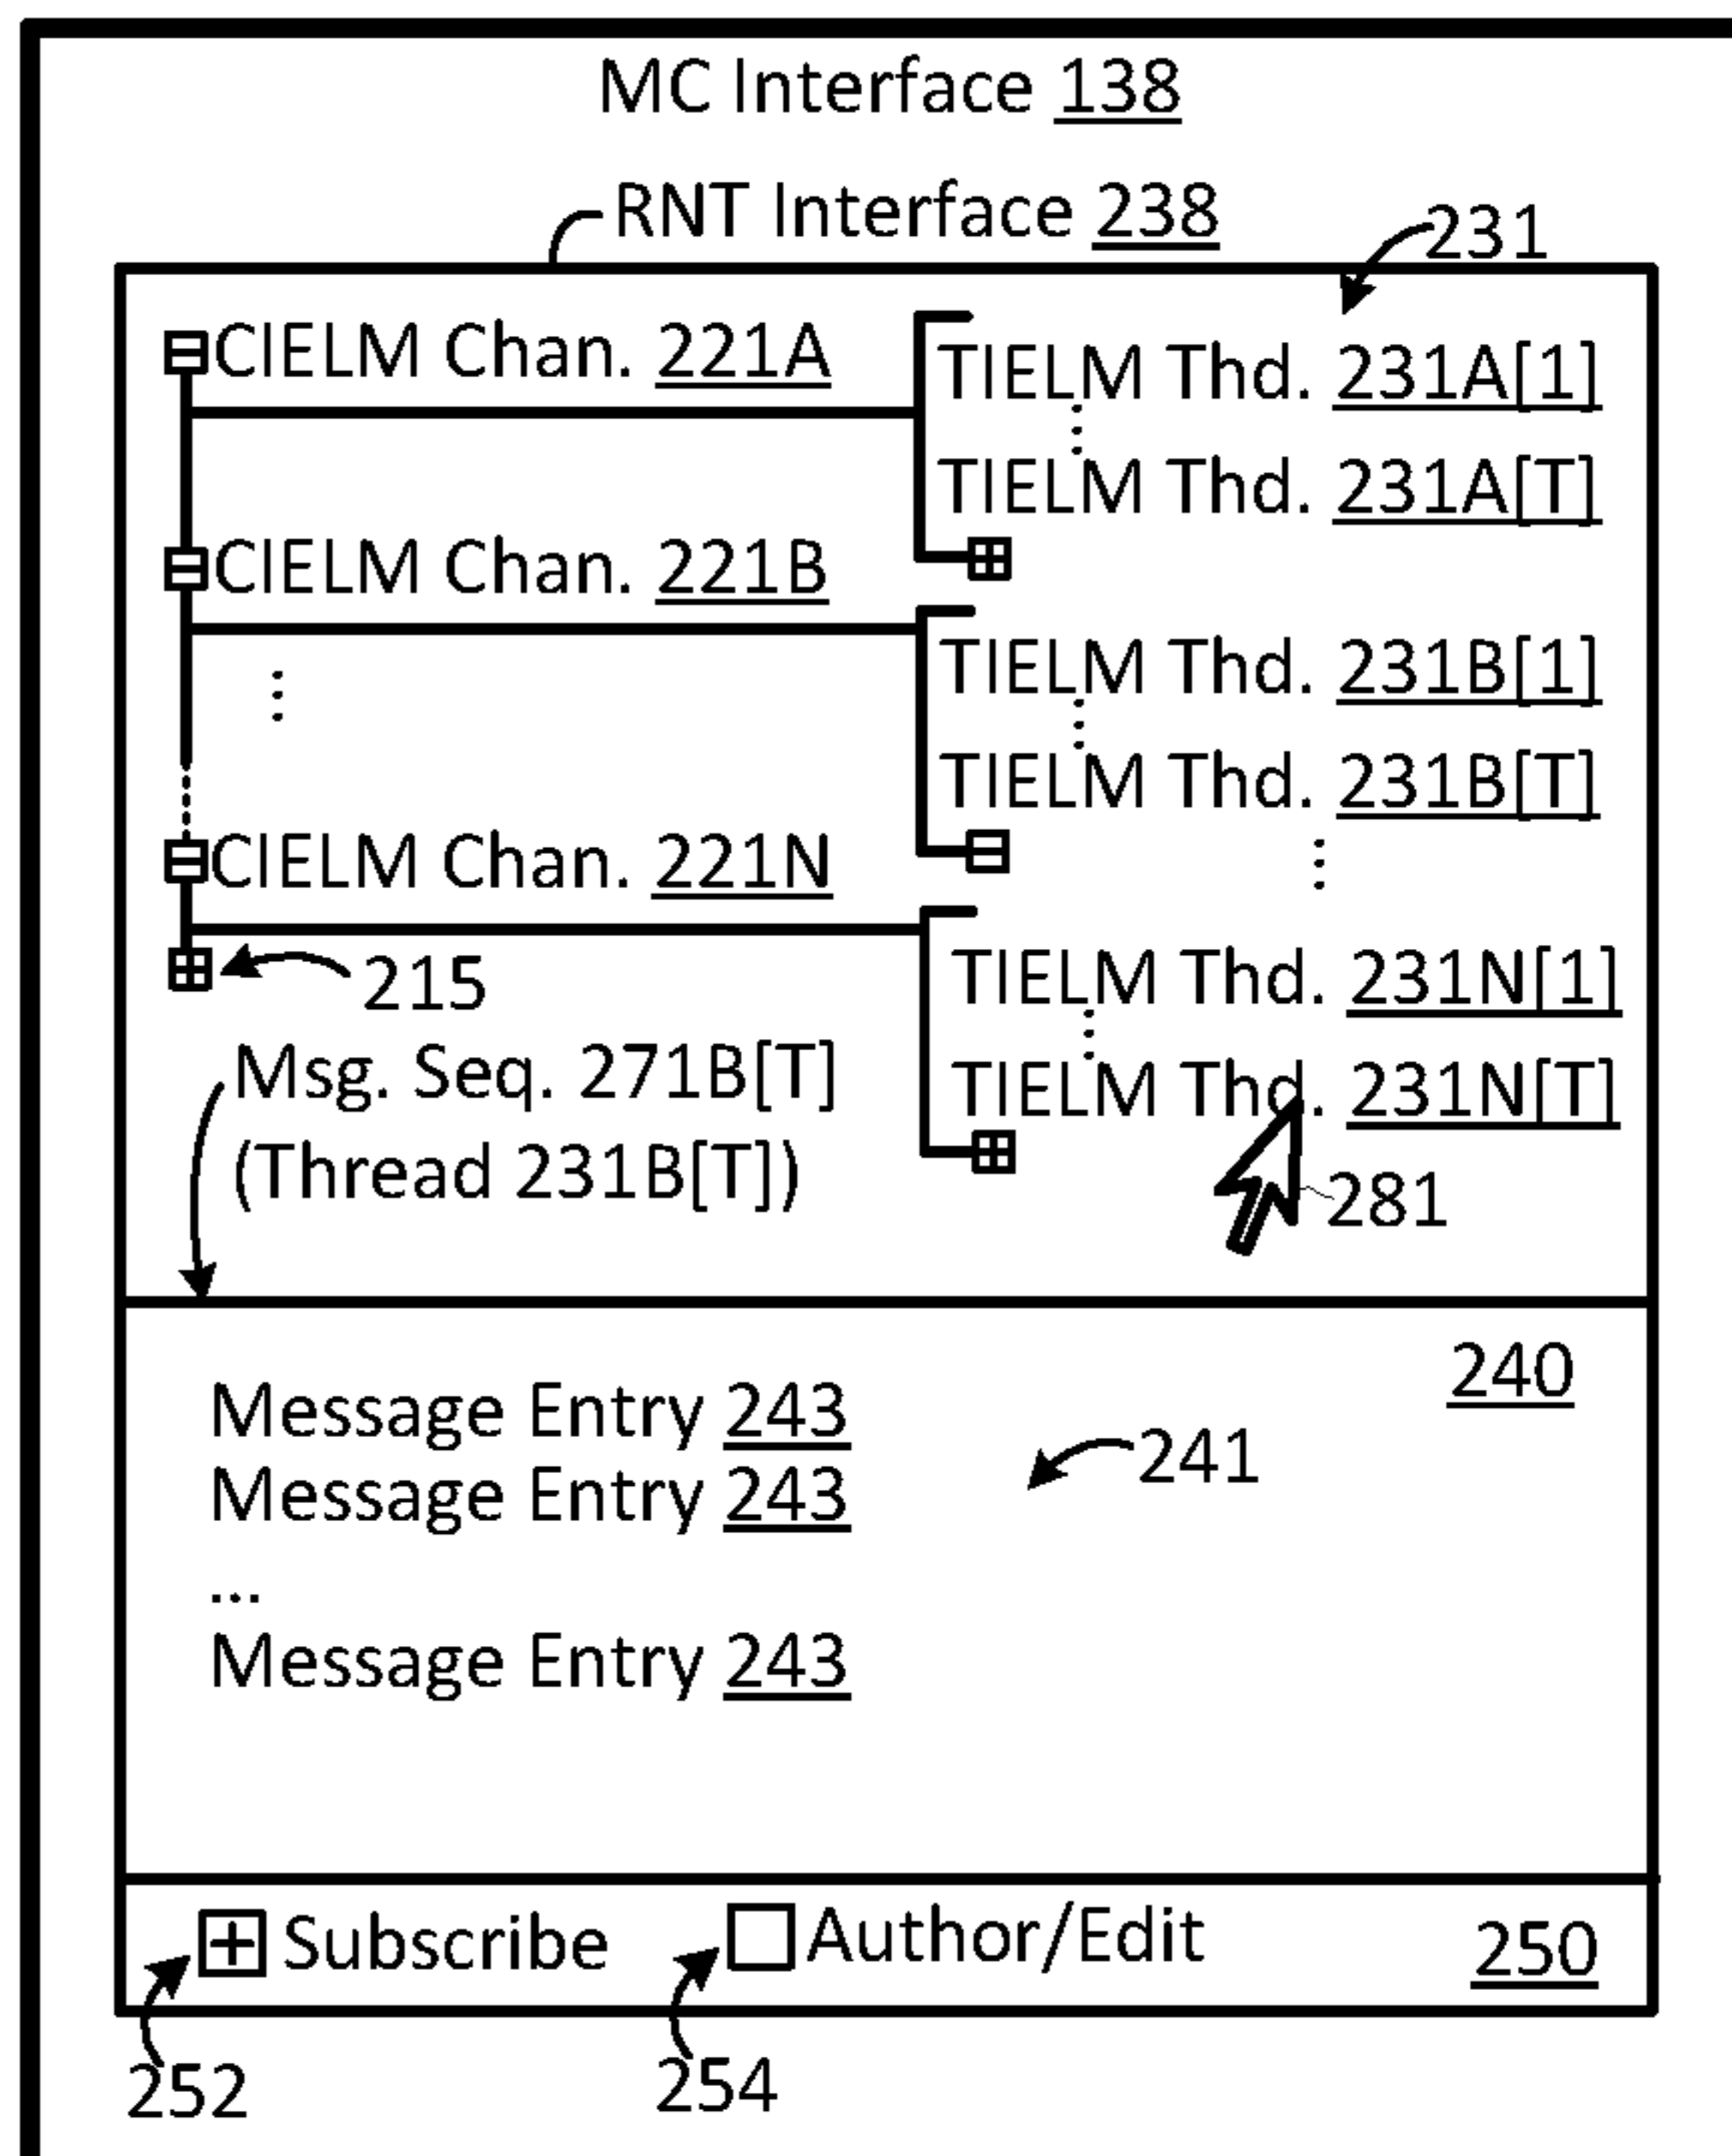 MC Interface 138
RNT Interface 238
231
CIELM Chan. 221A
TIELM Thd. 231A[1]
TIELM Thd. 231A[T]
CIELM Chan. 221B
TIELM Thd. 231B[1]
TIELM Thd. 231B[T]
CIELM Chan. 221N
215
TIELM Thd. 231N[1]
TIELM Thd. 231N[T]
Msg. Seq. 271B[T]
(Thread 231B[T])
281
240
Message Entry 243
241
Message Entry 243
...
Message Entry 243
Subscribe
Author/Edit
250
252
254